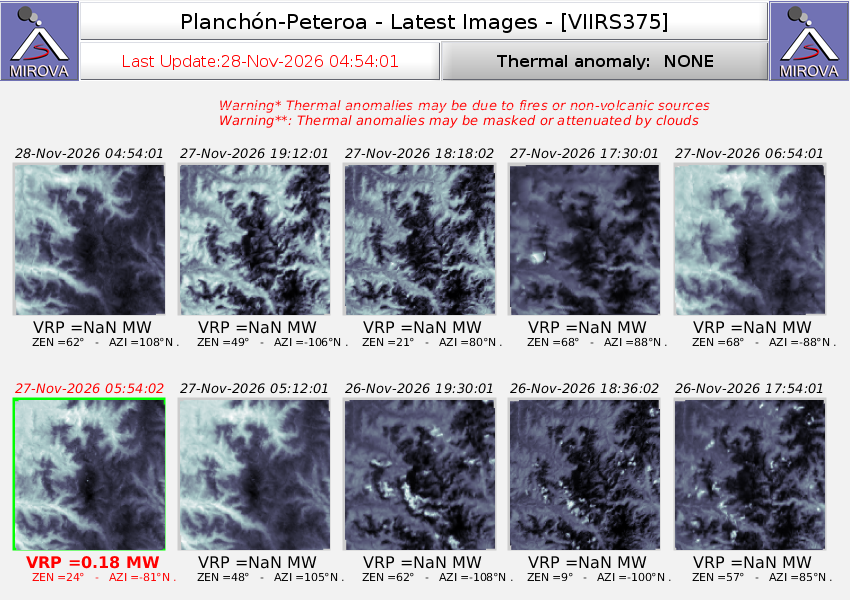 Planchón-Peteroa - Latest Images - [VIIRS375]
MIROVA
Last Update:28-Nov-2026 04:54:01
Thermal anomaly: NONE
MIROVA
Warning* Thermal anomalies may be due to fires or non-volcanic sources
Warning**: Thermal anomalies may be masked or attenuated by clouds
28-Nov-2026 04:54:01 27-Nov-2026 19:12:01 27-Nov-2026 18:18:02 27-Nov-2026 17:30:01 27-Nov-2026 06:54:01
VRP =NaN MW VRP =NaN MW VRP =NaN MW VRP =NaN MW VRP =NaN MW
ZEN =62° - AZI =108°N . ZEN =49° - AZI =-106°N . ZEN =21° - AZI =80°N . ZEN =68° - AZI =88°N . ZEN =68° - AZI =-88°N .
27-Nov-2026 05:54:02 27-Nov-2026 05:12:01 26-Nov-2026 19:30:01 26-Nov-2026 18:36:02 26-Nov-2026 17:54:01
VRP =0.18 MW VRP =NaN MW VRP =NaN MW VRP =NaN MW VRP =NaN MW
ZEN =24° - AZI =-81°N . ZEN =48° - AZI =105°N . ZEN =62° - AZI =-108°N . ZEN =9° - AZI =-100°N . ZEN =57° - AZI =85°N .